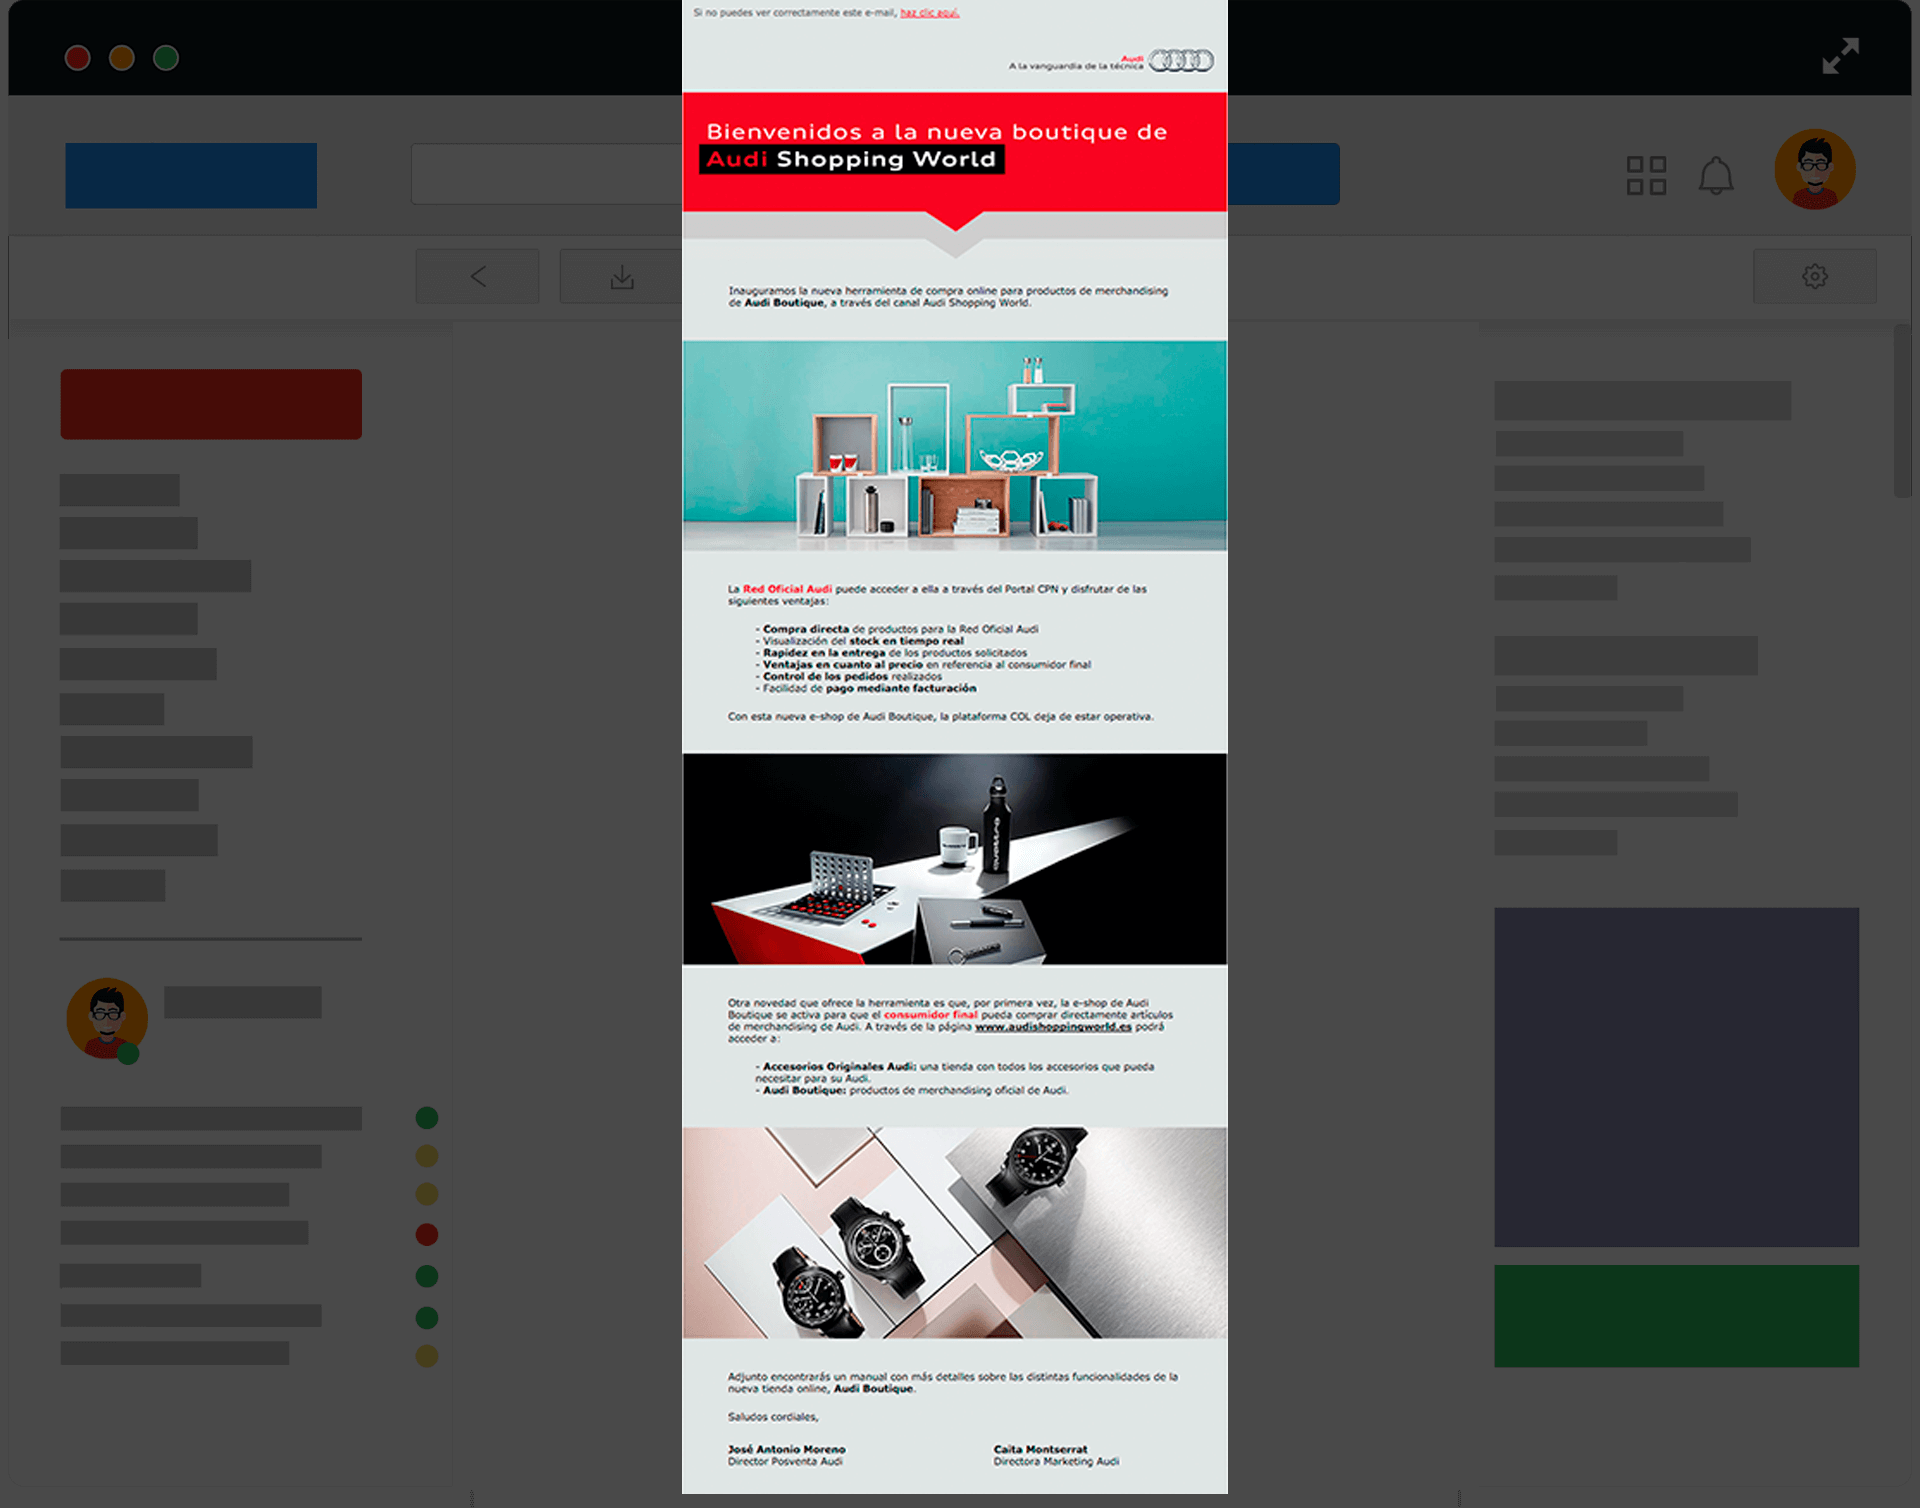 Si no puedes ver correctamente este e-mail, haz clic aquí.
Audi
A la vanguardia de la técnica
Bienvenidos a la nueva boutique de
Audi Shopping World
Inauguramos la nueva herramienta de compra online para productos de merchandising
de Audi Boutique, a través del canal Audi Shopping World.
La Red Oficial Audi puede acceder a ella a través del Portal CPN y disfrutar de las
siguientes ventajas:
- Compra directa de productos para la Red Oficial Audi
- Visualización del stock en tiempo real
- Rapidez en la entrega de los productos solicitados
- Ventajas en cuanto al precio en referencia al consumidor final
- Control de los pedidos realizados
- Facilidad de pago mediante facturación
Con esta nueva e-shop de Audi Boutique, la plataforma COL deja de estar operativa.
quattro
Otra novedad que ofrece la herramienta es que, por primera vez, la e-shop de Audi
Boutique se activa para que el consumidor final pueda comprar directamente artículos
de merchandising de Audi. A través de la página www.audishoppingworld.es podrá
acceder a:
- Accesorios Originales Audi: una tienda con todos los accesorios que pueda
necesitar para su Audi.
- Audi Boutique: productos de merchandising oficial de Audi.
Adjunto encontrarás un manual con más detalles sobre las distintas funcionalidades de la
nueva tienda online, Audi Boutique.
Saludos cordiales,
José Antonio Moreno
Director Posventa Audi
Caïta Montserrat
Directora Marketing Audi